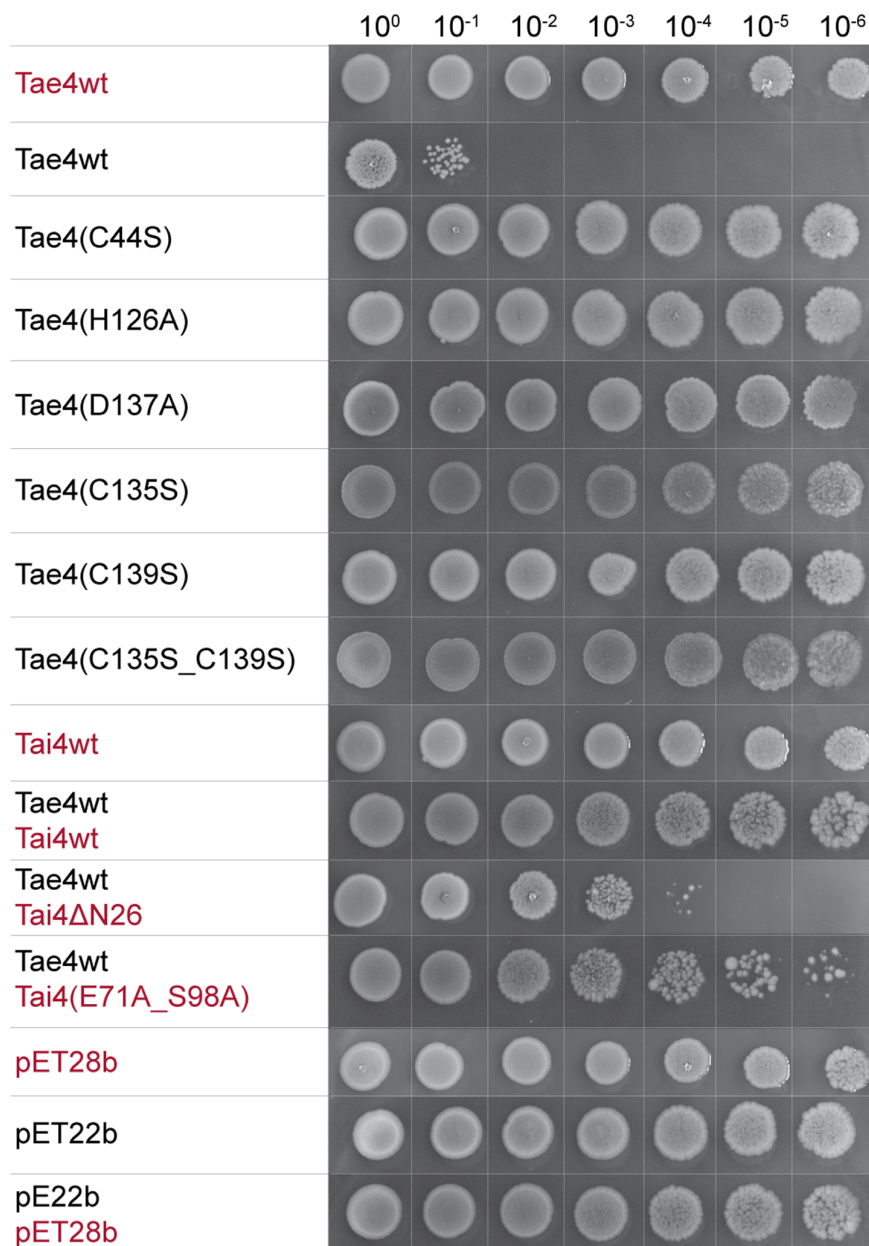 10⁰ 10⁻¹ 10⁻² 10⁻³ 10⁻⁴ 10⁻⁵ 10⁻⁶
Tae4wt
Tae4wt
Tae4(C44S)
Tae4(H126A)
Tae4(D137A)
Tae4(C135S)
Tae4(C139S)
Tae4(C135S_C139S)
Tai4wt
Tae4wt
Tai4wt
Tae4wt
Tai4ΔN26
Tae4wt
Tai4(E71A_S98A)
pET28b
pET22b
pE22b
pET28b